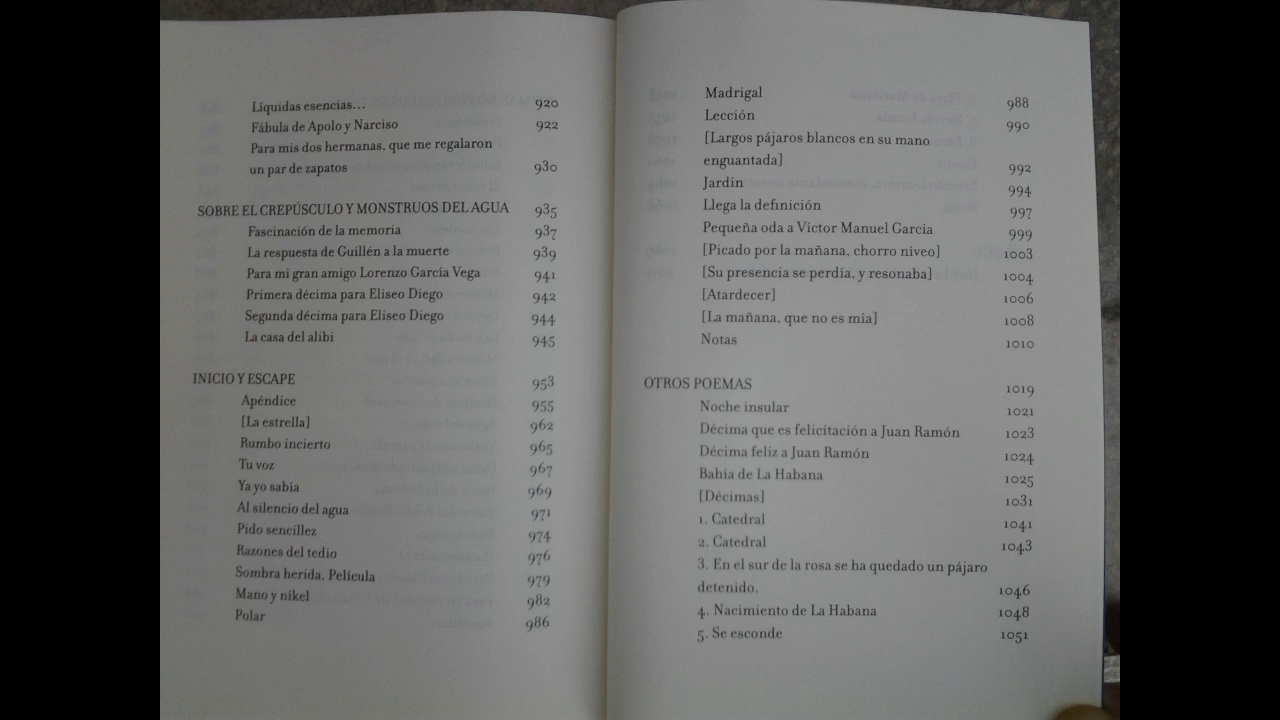 Líquidas esencias... 920
Fábula de Apolo y Narciso 922
Para mis dos hermanas, que me regalaron
un par de zapatos 930
SOBRE EL CREPÚSCULO Y MONSTRUOS DEL AGUA 935
Fascinación de la memoria 937
La respuesta de Guillén a la muerte 939
Para mi gran amigo Lorenzo García Vega 941
Primera décima para Eliseo Diego 942
Segunda décima para Eliseo Diego 944
La casa del alibi 945
INICIO Y ESCAPE 953
Apéndice 955
[La estrella] 962
Rumbo incierto 965
Tu voz 967
Ya yo sabía 969
Al silencio del agua 971
Pido sencillez 974
Razones del tedio 976
Sombra herida. Película 979
Mano y níkel 982
Polar 986
Madrigal 988
Lección 990
[Largos pájaros blancos en su mano
enguantada] 992
Jardín 994
Llega la definición 997
Pequeña oda a Víctor Manuel García 999
[Picado por la mañana, chorro níveo] 1003
[Su presencia se perdía, y resonaba] 1004
[Atardecer] 1006
[La mañana, que no es mía] 1008
Notas 1010
OTROS POEMAS 1019
Noche insular 1021
Décima que es felicitación a Juan Ramón 1023
Décima feliz a Juan Ramón 1024
Bahía de La Habana 1025
[Décimas] 1031
1. Catedral 1041
2. Catedral 1043
3. En el sur de la rosa se ha quedado un pájaro
detenido. 1046
4. Nacimiento de La Habana 1048
5. Se esconde 1051